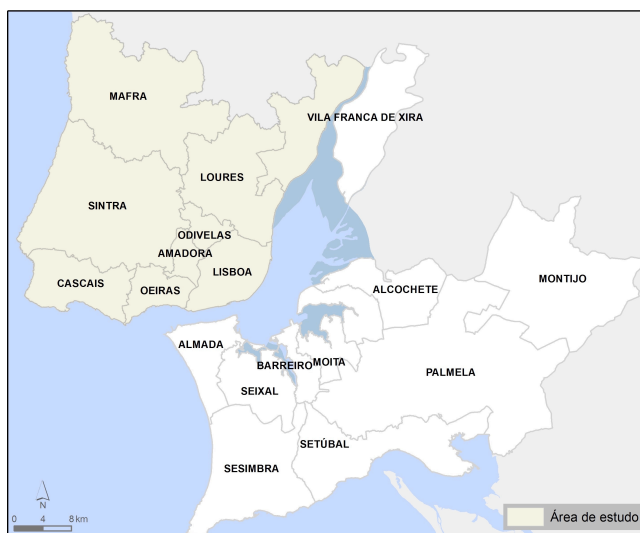 MAFRA
VILA FRANCA DE XIRA
LOURES
SINTRA
ODIVELAS
AMADORA
LISBOA
CASCAIS
OEIRAS
ALCOCHETE
MONTIJO
ALMADA
BARREIRO
MOITA
PALMELA
SEIXAL
SETÚBAL
SESIMBRA
N
0 4 8 km
Área de estudo